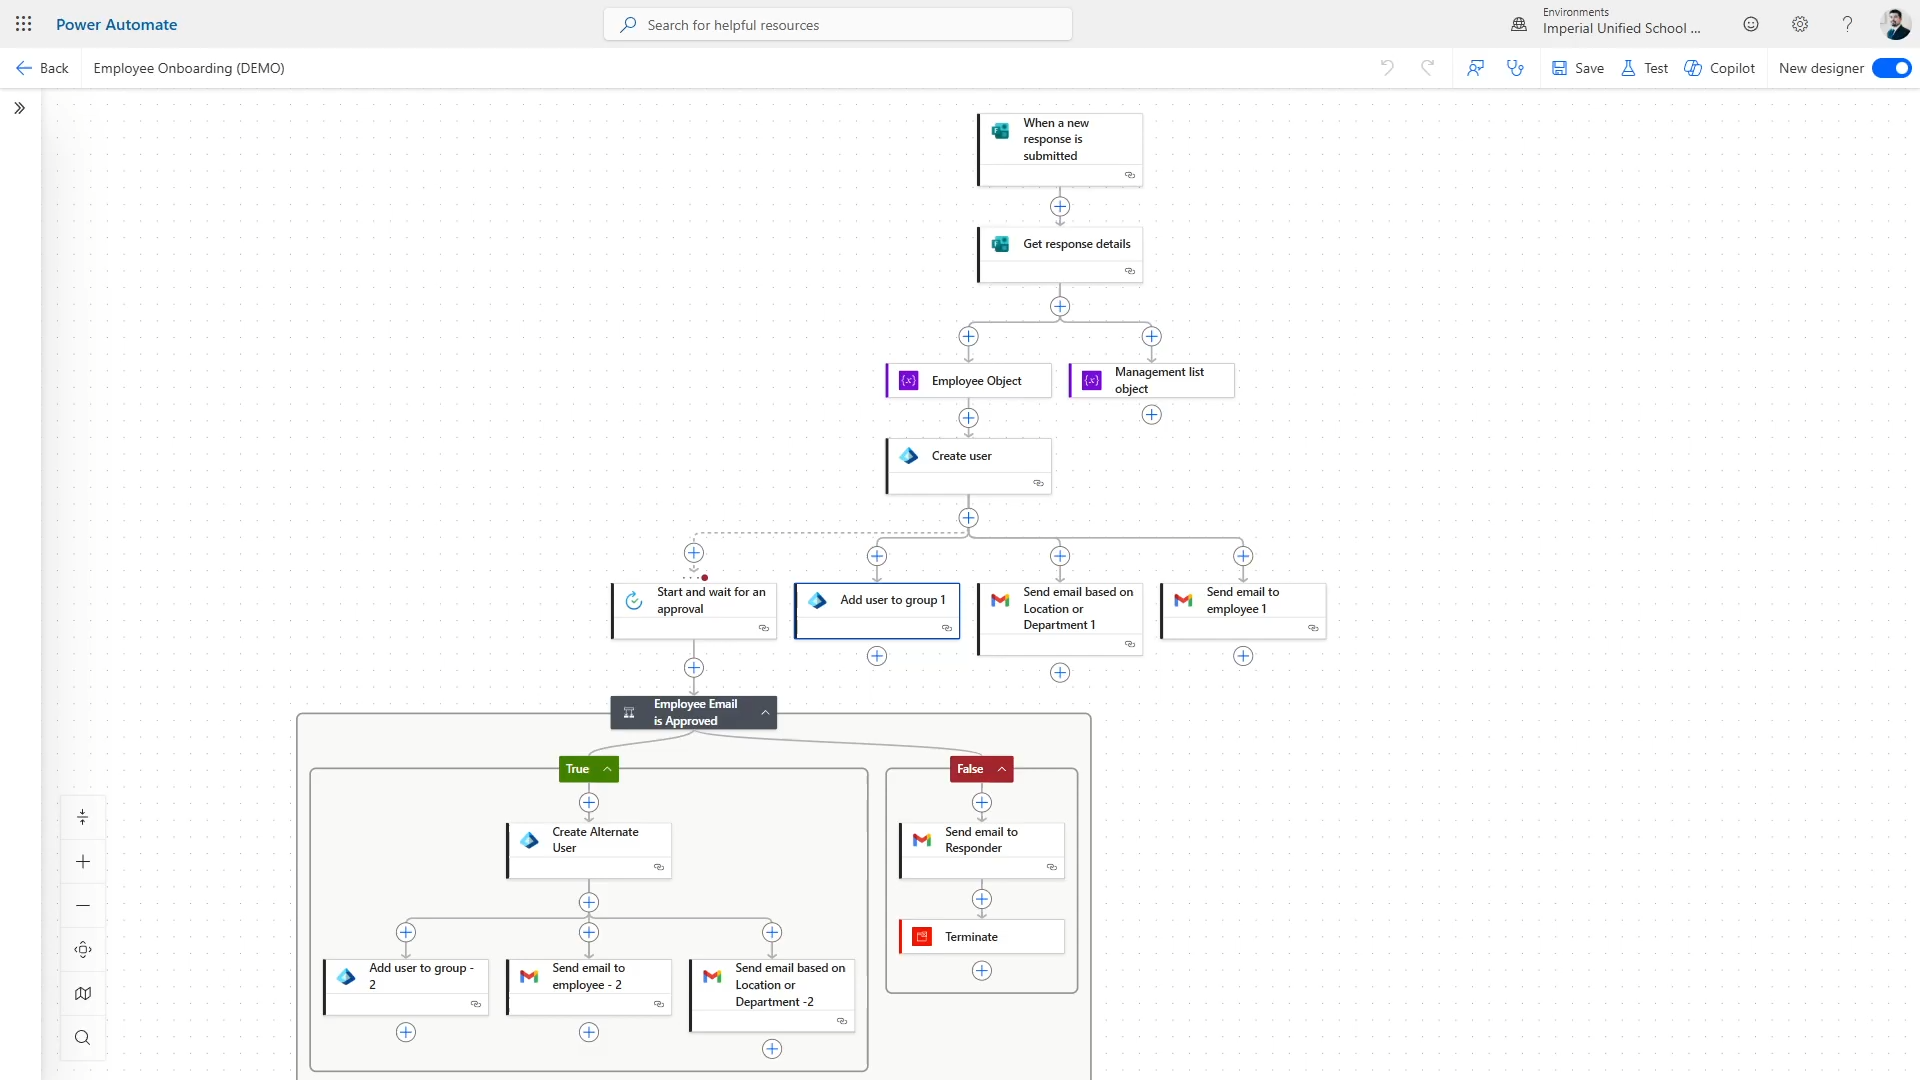 Power Automate
Search for helpful resources
Environments
Imperial Unified School ...
Back
Employee Onboarding (DEMO)
Save
Test
Copilot
New designer
When a new
response is
submitted
Get response details
Employee Object
Management list
object
Create user
Start and wait for an
approval
Add user to group 1
Send email based on
Location or
Department 1
Send email to
employee 1
Employee Email
is Approved
True
False
Create Alternate
User
Send email to
Responder
Terminate
Add user to group -
2
Send email to
employee - 2
Send email based on
Location or
Department -2